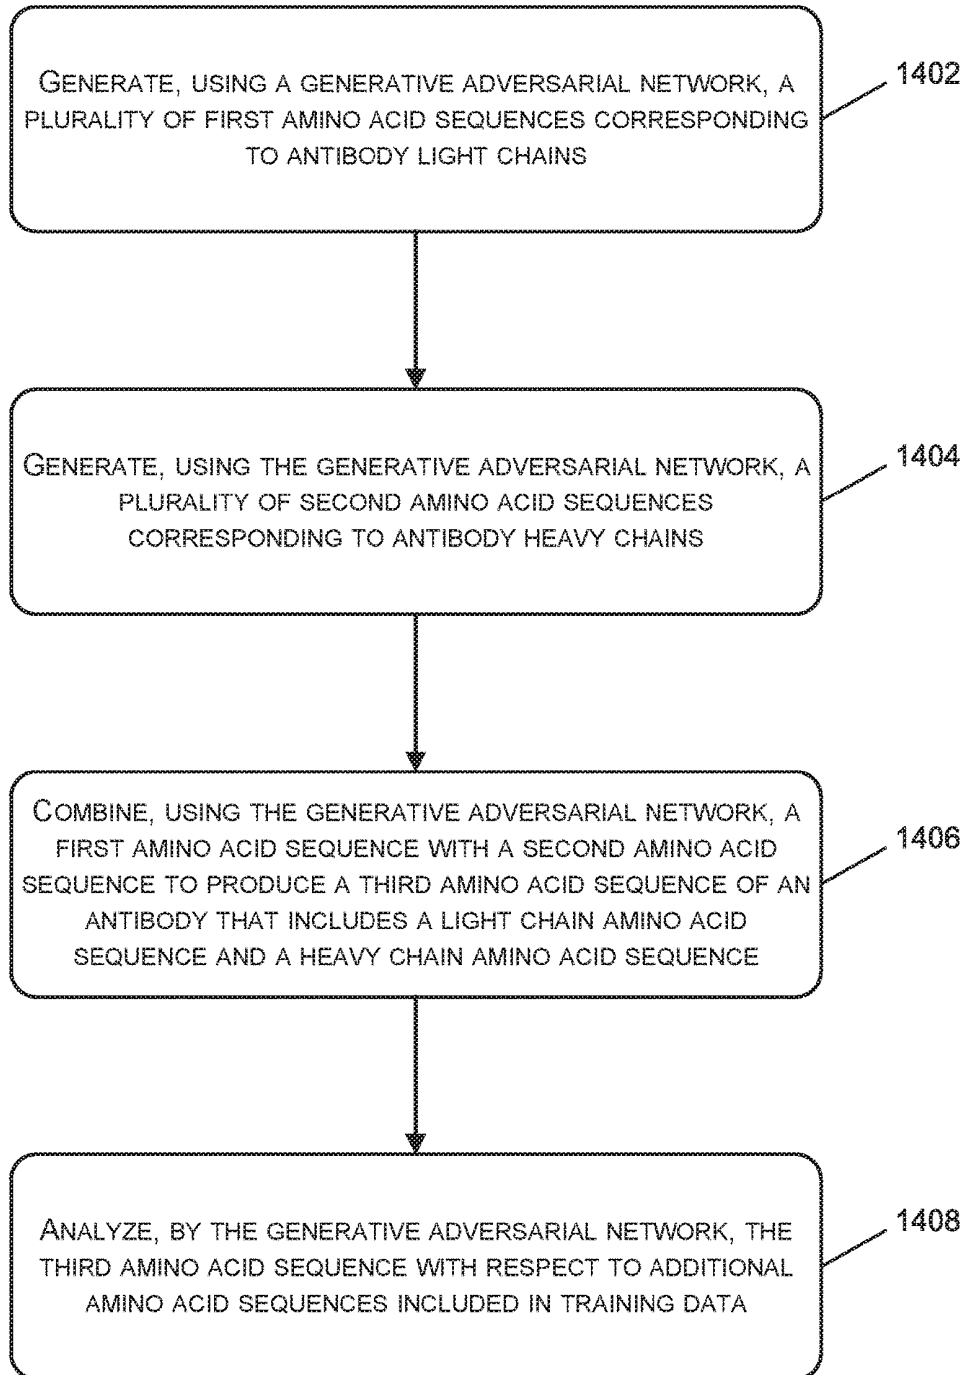 GENERATE, USING A GENERATIVE ADVERSARIAL NETWORK, A
PLURALITY OF FIRST AMINO ACID SEQUENCES CORRESPONDING
TO ANTIBODY LIGHT CHAINS
1402
GENERATE, USING THE GENERATIVE ADVERSARIAL NETWORK, A
PLURALITY OF SECOND AMINO ACID SEQUENCES
CORRESPONDING TO ANTIBODY HEAVY CHAINS
1404
COMBINE, USING THE GENERATIVE ADVERSARIAL NETWORK, A
FIRST AMINO ACID SEQUENCE WITH A SECOND AMINO ACID
SEQUENCE TO PRODUCE A THIRD AMINO ACID SEQUENCE OF AN
ANTIBODY THAT INCLUDES A LIGHT CHAIN AMINO ACID
SEQUENCE AND A HEAVY CHAIN AMINO ACID SEQUENCE
1406
ANALYZE, BY THE GENERATIVE ADVERSARIAL NETWORK, THE
THIRD AMINO ACID SEQUENCE WITH RESPECT TO ADDITIONAL
AMINO ACID SEQUENCES INCLUDED IN TRAINING DATA
1408